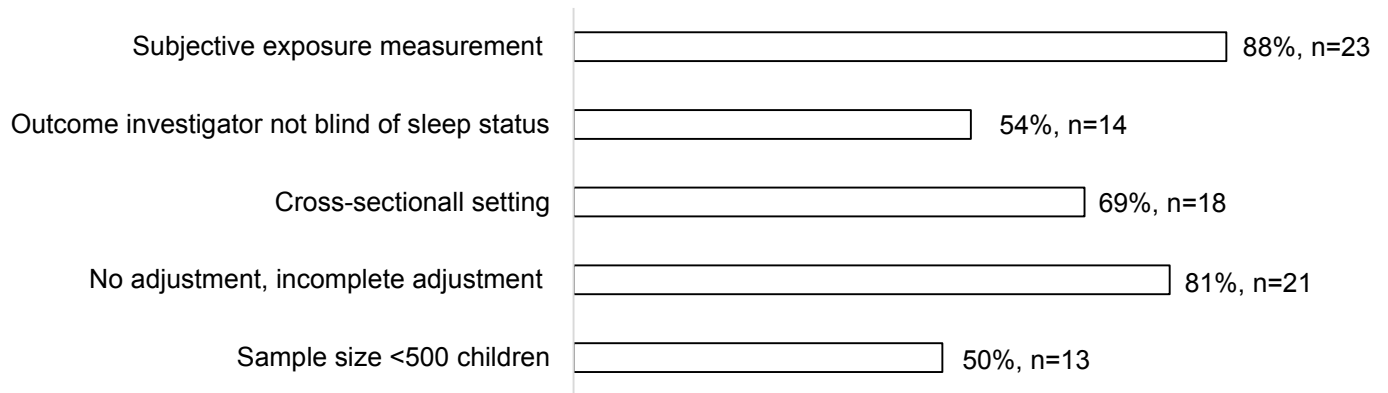 Subjective exposure measurement 88%, n=23
Outcome investigator not blind of sleep status 54%, n=14
Cross-sectionall setting 69%, n=18
No adjustment, incomplete adjustment 81%, n=21
Sample size <500 children 50%, n=13